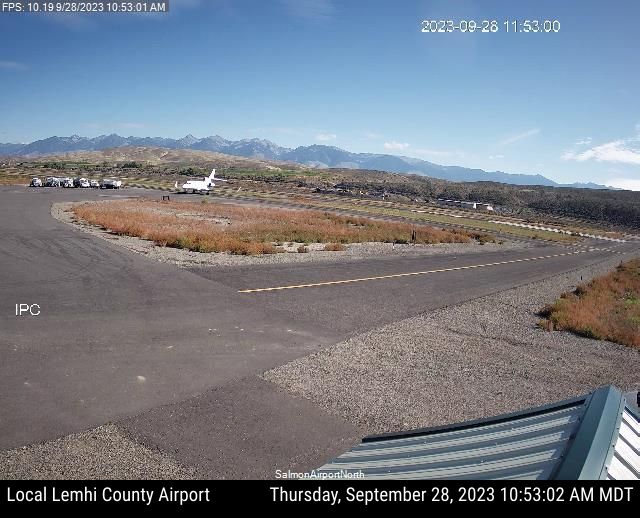 FPS: 10.19 9/28/2023 10:53:01 AM
2023-09-28 11:53:00
IPC
SalmonAirportNorth
Local Lemhi County Airport Thursday, September 28, 2023 10:53:02 AM MDT